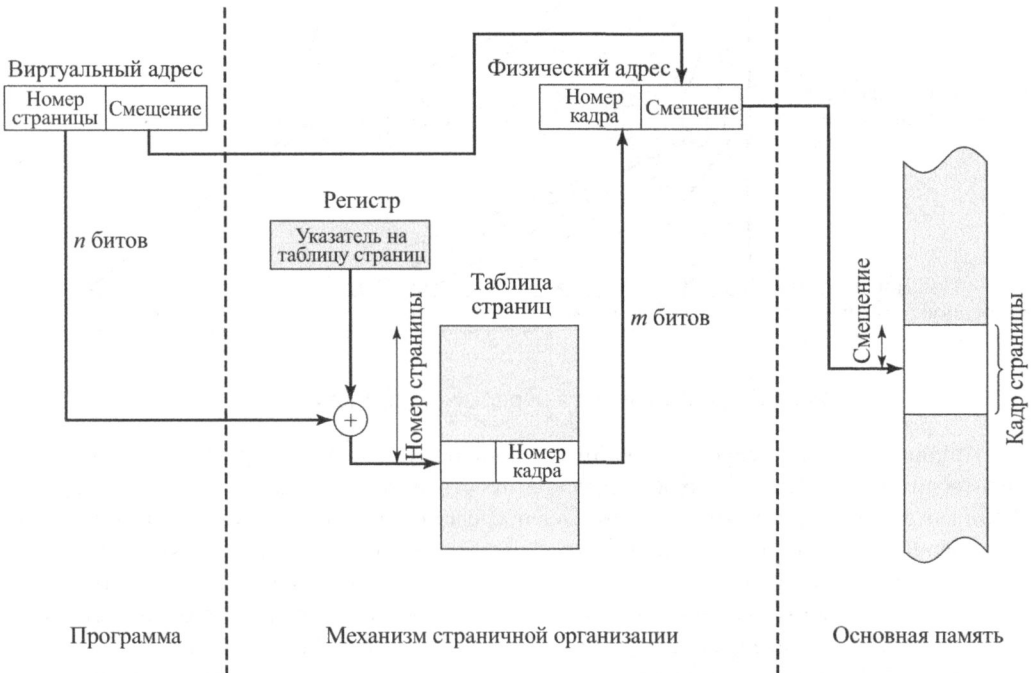 Виртуальный адрес
Номер
страницы
Смещение
Физический адрес
Номер
кадра
Смещение
n битов
Регистр
Указатель на
таблицу страниц
Номер страницы
Таблица
страниц
Номер
кадра
m битов
+
Смещение
Кадр страницы
Программа
Механизм страничной организации
Основная память